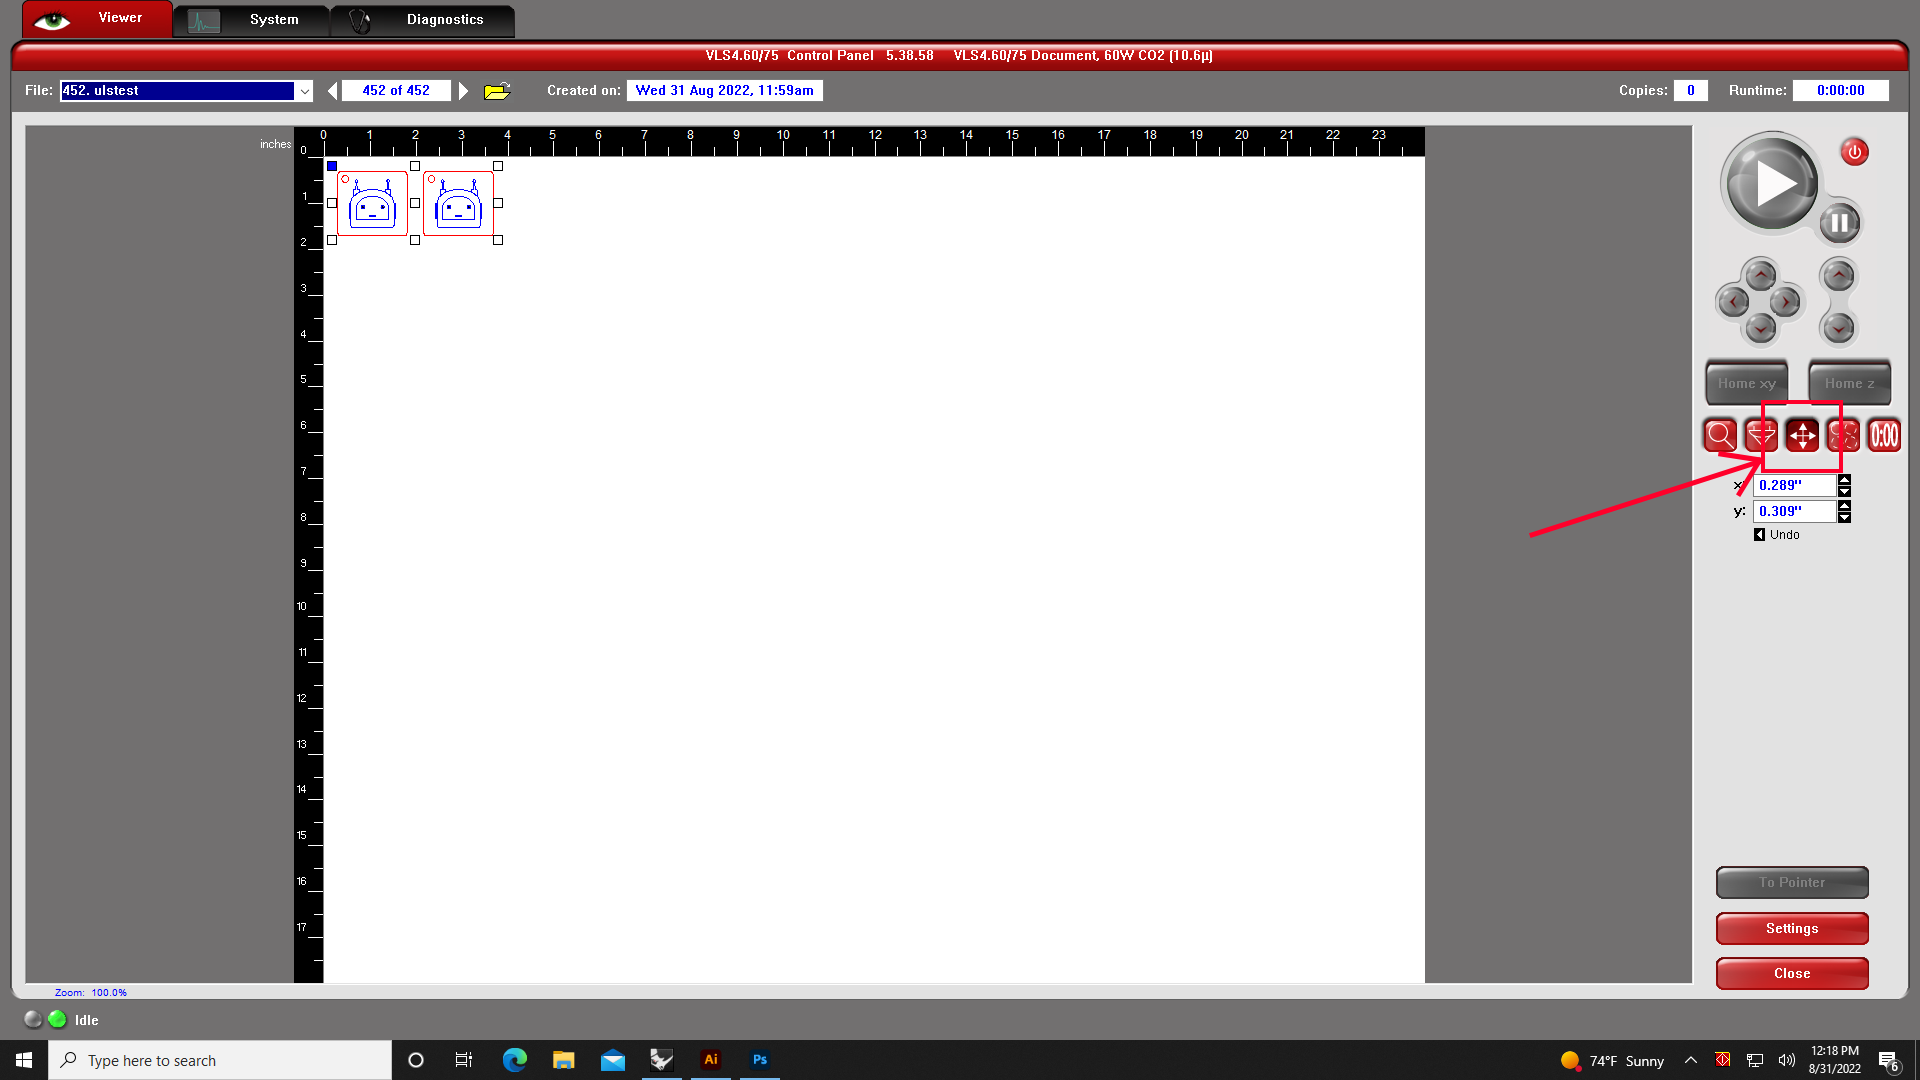 Viewer System Diagnostics
VLS4.60/75 Control Panel 5.38.58 VLS4.60/75 Document, 60W CO2 (10.6µ)
File: 452. ulstest 452 of 452 Created on: Wed 31 Aug 2022, 11:59am Copies: 0 Runtime: 0:00:00
0 1 2 3 4 5 6 7 8 9 10 11 12 13 14 15 16 17 18 19 20 21 22 23
inches
0
1
2
3
4
5
6
7
8
9
10
11
12
13
14
15
16
17
Home xy Home z
0:00
x: 0.289"
y: 0.309"
Undo
To Pointer
Settings
Close
Zoom: 100.0%
Idle
Type here to search
Ai Ps
74°F Sunny
12:18 PM
8/31/2022
6